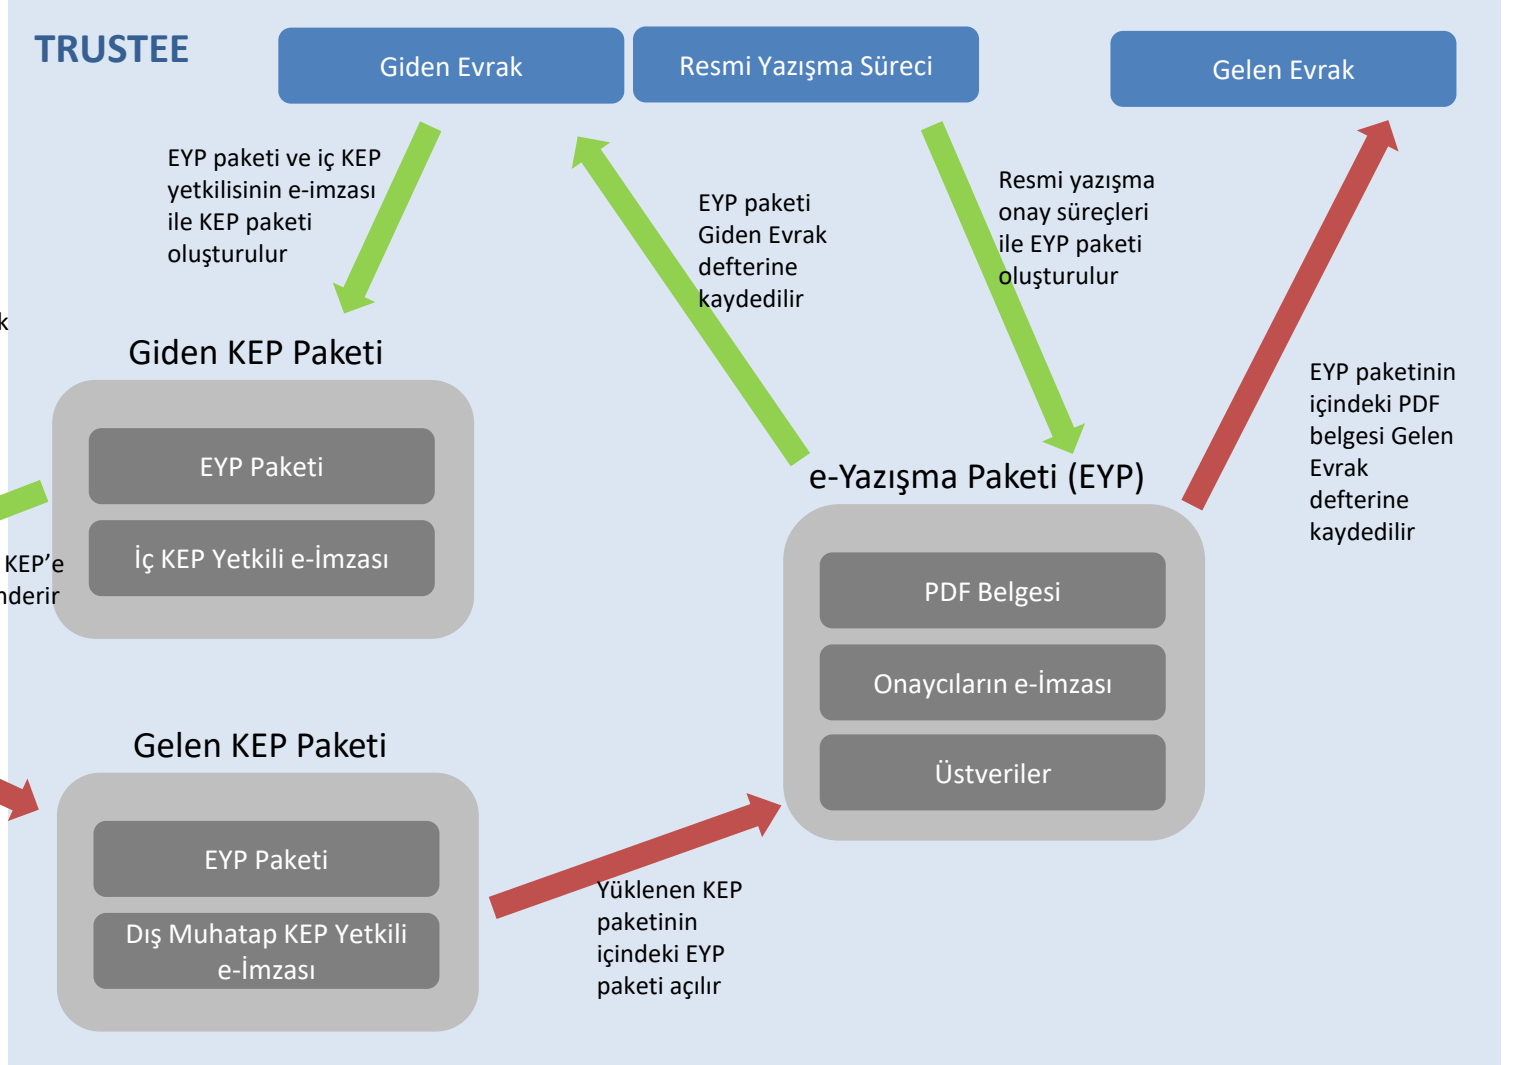 TRUSTEE
Giden Evrak
Resmi Yazışma Süreci
Gelen Evrak
EYP paketi ve iç KEP
yetkilisinin e-imzası
ile KEP paketi
oluşturulur
EYP paketi
Giden Evrak
defterine
kaydedilir
Resmi yazışma
onay süreçleri
ile EYP paketi
oluşturulur
k
Giden KEP Paketi
EYP Paketi
İç KEP Yetkili e-İmzası
KEP’e
nderir
EYP paketinin
içindeki PDF
belgesi Gelen
Evrak
defterine
kaydedilir
e-Yazışma Paketi (EYP)
PDF Belgesi
Onaycıların e-İmzası
Üstveriler
Gelen KEP Paketi
EYP Paketi
Dış Muhatap KEP Yetkili
e-İmzası
Yüklenen KEP
paketinin
içindeki EYP
paketi açılır